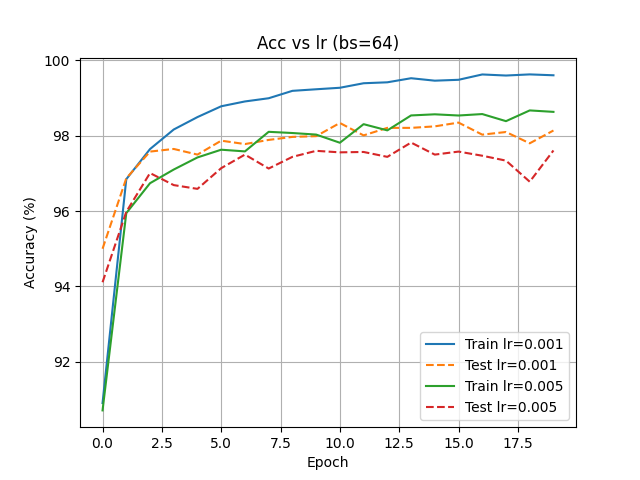 Acc vs lr (bs=64)
100
98
96
94
92
Accuracy (%)
0.0 2.5 5.0 7.5 10.0 12.5 15.0 17.5
Epoch
Train lr=0.001
Test lr=0.001
Train lr=0.005
Test lr=0.005